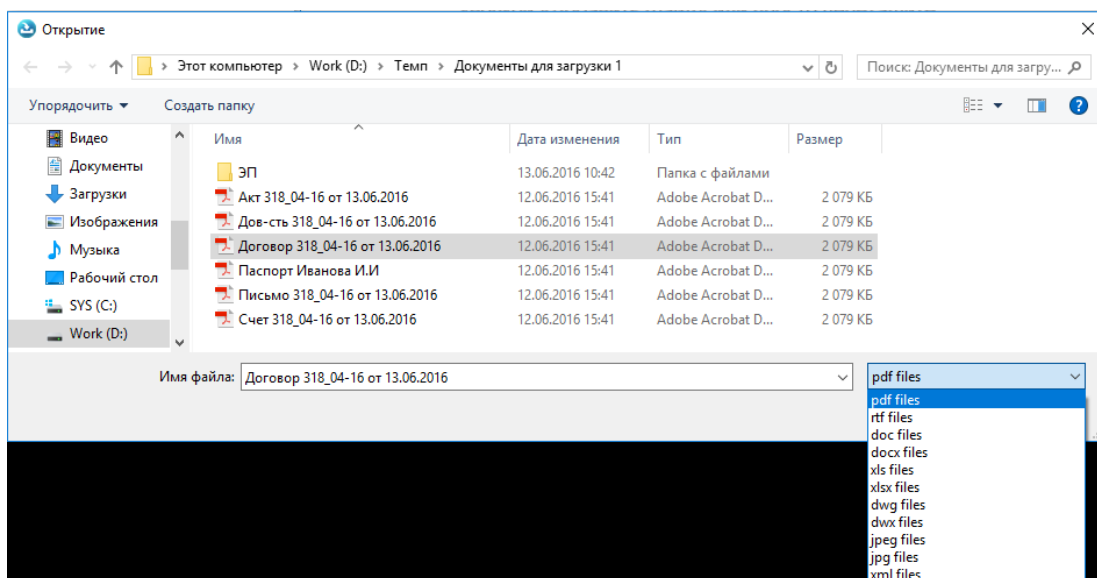 Открытие
Этот компьютер > Work (D:) > Темп > Документы для загрузки 1
Поиск: Документы для загру...
Упорядочить
Создать папку
Видео
Документы
Загрузки
Изображения
Музыка
Рабочий стол
SYS (C:)
Work (D:)
Имя Дата изменения Тип Размер
ЭП 13.06.2016 10:42 Папка с файлами
Акт 318_04-16 от 13.06.2016 12.06.2016 15:41 Adobe Acrobat D... 2 079 КБ
Дов-сть 318_04-16 от 13.06.2016 12.06.2016 15:41 Adobe Acrobat D... 2 079 КБ
Договор 318_04-16 от 13.06.2016 12.06.2016 15:41 Adobe Acrobat D... 2 079 КБ
Паспорт Иванова И.И 12.06.2016 15:41 Adobe Acrobat D... 2 079 КБ
Письмо 318_04-16 от 13.06.2016 12.06.2016 15:41 Adobe Acrobat D... 2 079 КБ
Счет 318_04-16 от 13.06.2016 12.06.2016 15:41 Adobe Acrobat D... 2 079 КБ
Имя файла: Договор 318_04-16 от 13.06.2016
pdf files
pdf files
rtf files
doc files
docx files
xls files
xlsx files
dwg files
dwx files
jpeg files
jpg files
xml files